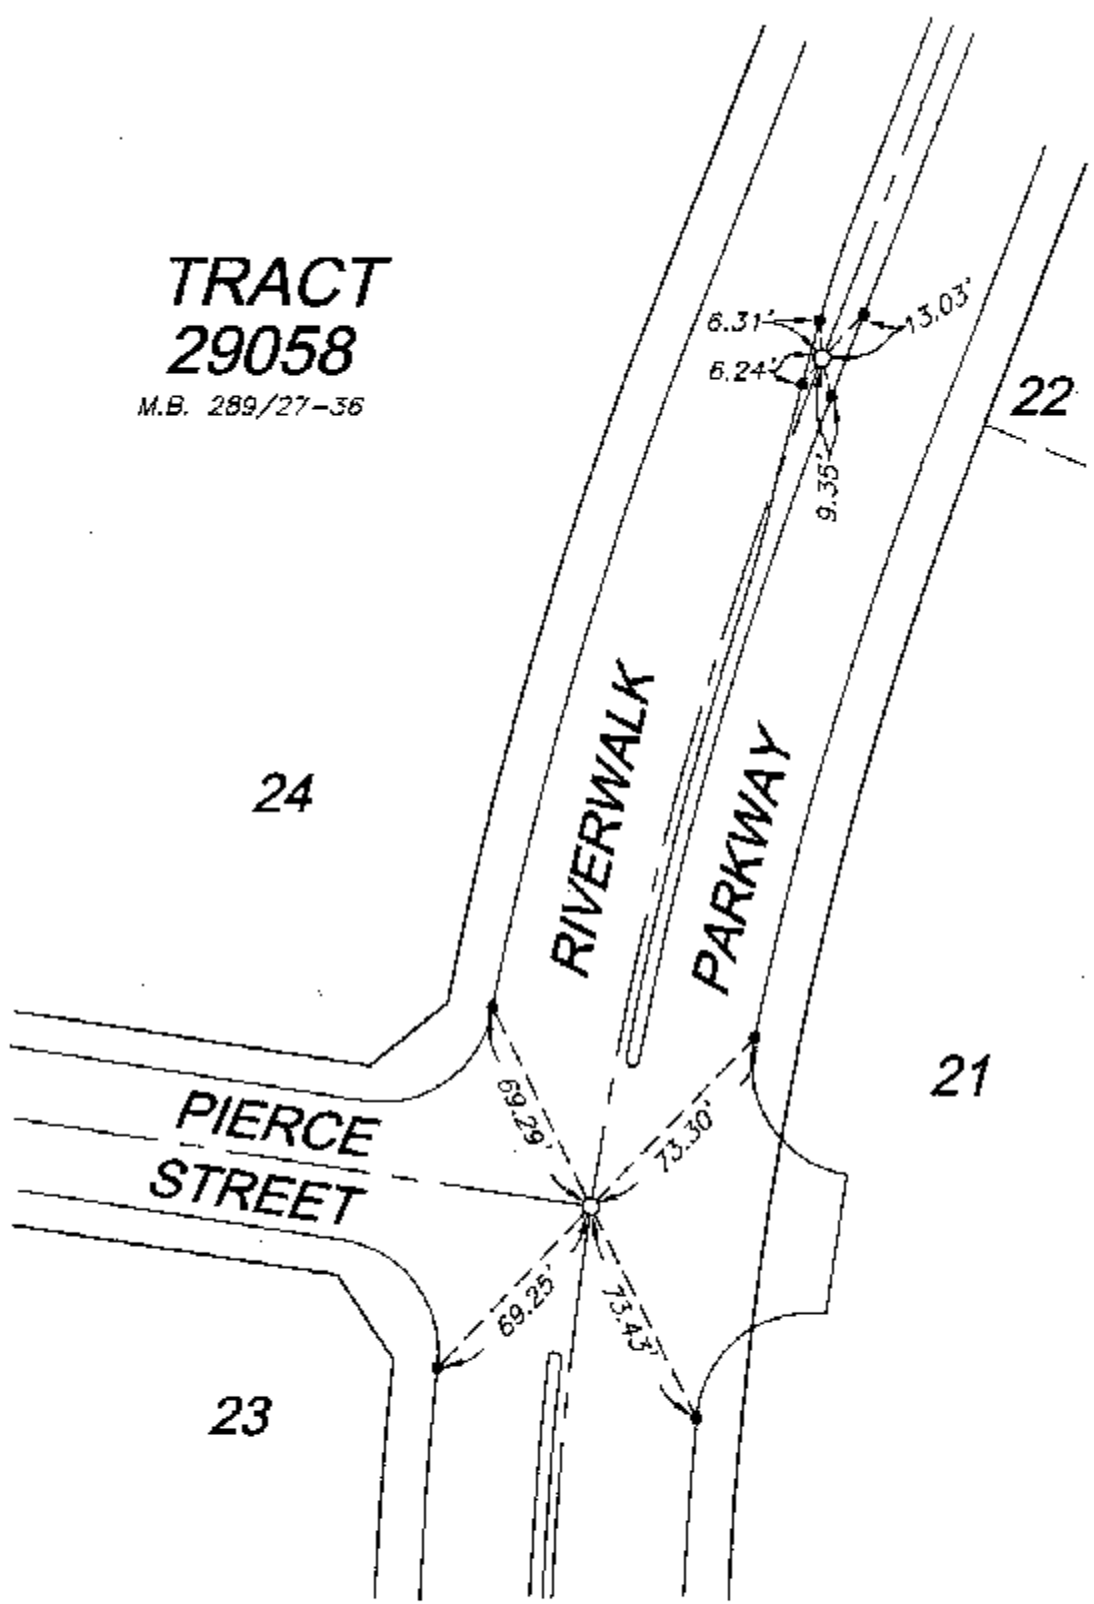 TRACT
29058
M.B. 289/27-36
6.31'
13.03'
6.24'
9.35'
22
RIVERWALK
PARKWAY
24
21
PIERCE
STREET
69.29'
73.30'
69.25'
73.43'
23